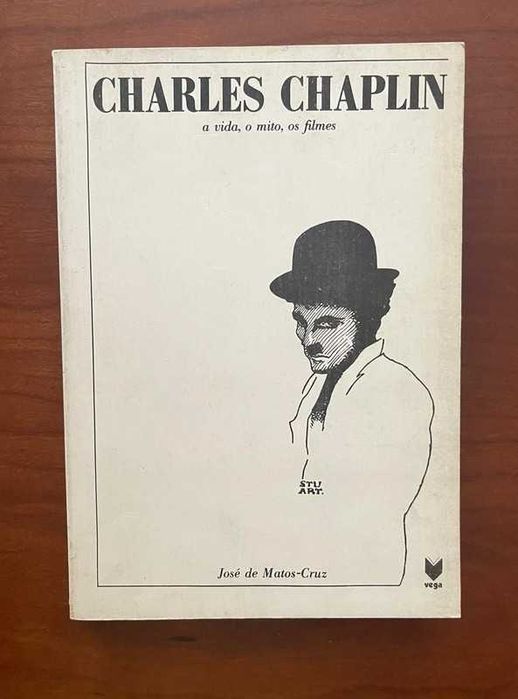 CHARLES CHAPLIN
a vida, o mito, os filmes
STU
ART.
José de Matos-Cruz
vega